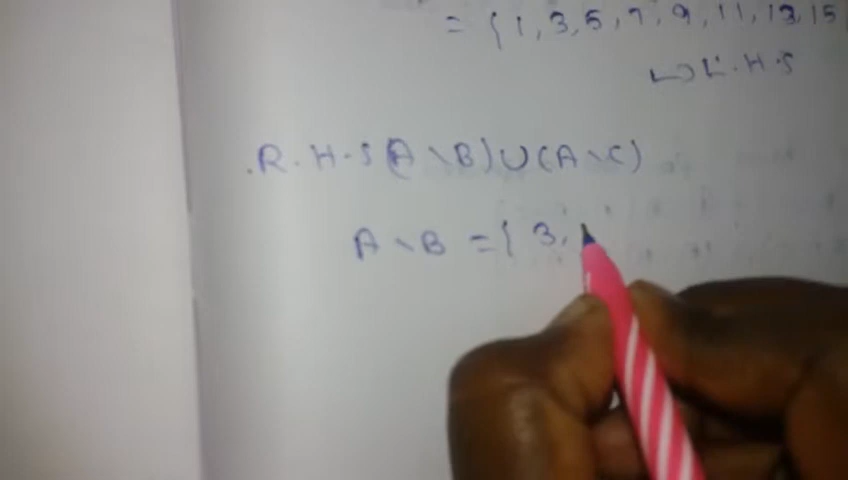 = { 1, 3, 5, 7, 9, 11, 13, 15
↳ L.H.S
R.H.S (A \ B) ∪ (A \ C)
A \ B = { 3,